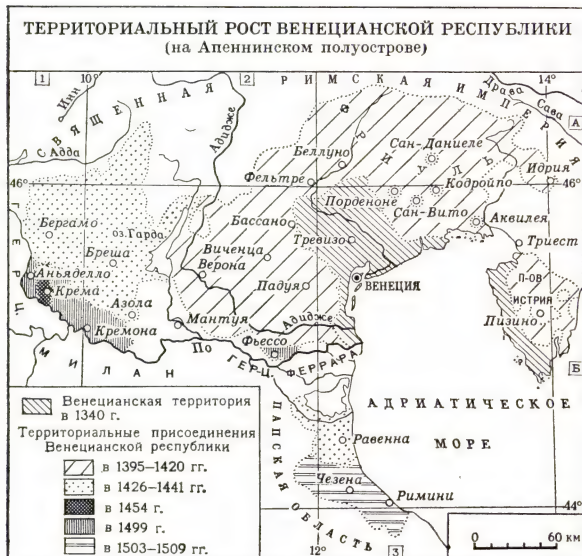 ТЕРРИТОРИАЛЬНЫЙ РОСТ ВЕНЕЦИАНСКОЙ РЕСПУБЛИКИ
(на Апеннинском полуострове)
1
10°
2
14°
СВЯЩЕННАЯ РИМСКАЯ ИМПЕРИЯ
Инн
Драва
Сава
А
Адда
Адидже
ФРИУЛЬ
Беллуно
Сан-Даниеле
Идрия
46°
Фельтре
Кодройпо
46°
Порденоне
Сан-Вито
Аквилея
Бергамо
оз. Гарда
Бассано
Тревизо
Триест
Бреша
Виченца
Аньяделло
Верона
ВЕНЕЦИЯ
П-ОВ
ИСТРИЯ
Крема
Падуя
Азола
Пизино
Кремона
Мантуя
Адидже
Фьессо
ГЕРЦ. МИЛАН
По
ГЕРЦ. ФЕРРАРА
Б
Венецианская территория
в 1340 г.
АДРИАТИЧЕСКОЕ
МОРЕ
Территориальные присоединения
Венецианской республики
в 1395–1420 гг.
в 1426–1441 гг.
в 1454 г.
в 1499 г.
в 1503–1509 гг.
ПАПСКАЯ ОБЛАСТЬ
Равенна
Чезена
Римини
44°
12°
3
0 60 км